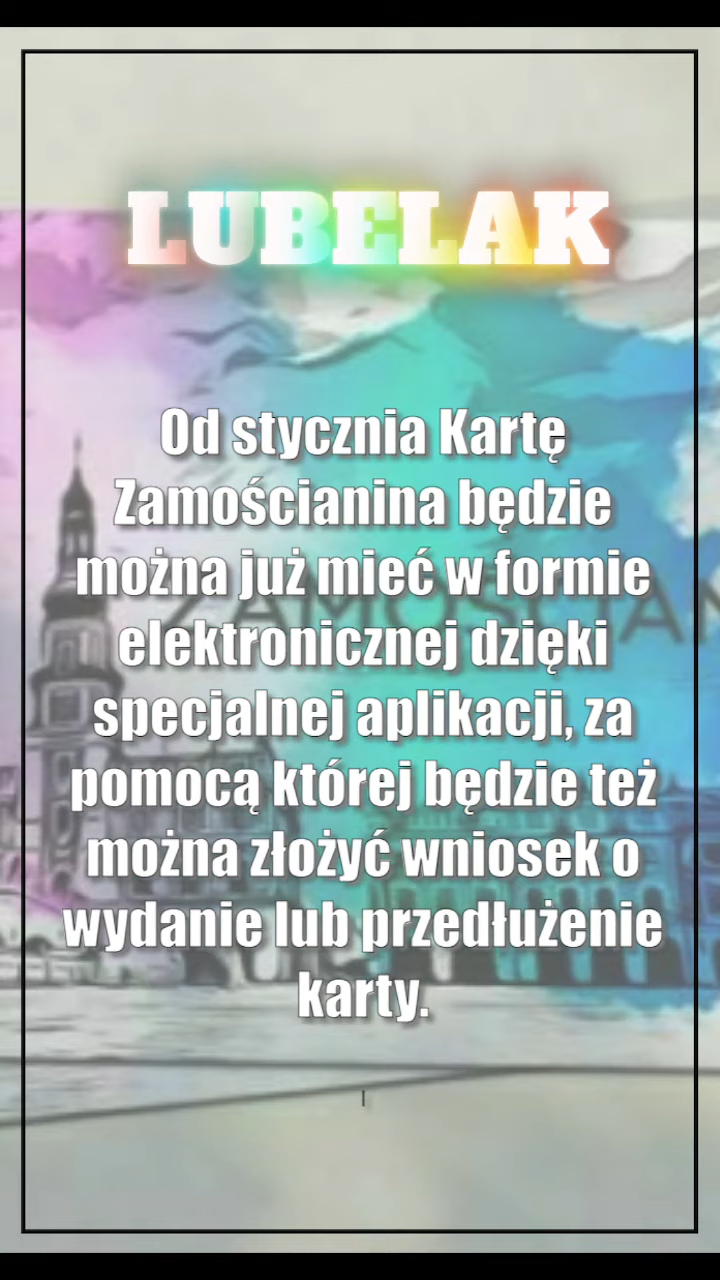 LUBELAK
Od stycznia Kartę
Zamościanina będzie
można już mieć w formie
elektronicznej dzięki
specjalnej aplikacji, za
pomocą której będzie też
można złożyć wniosek o
wydanie lub przedłużenie
karty.